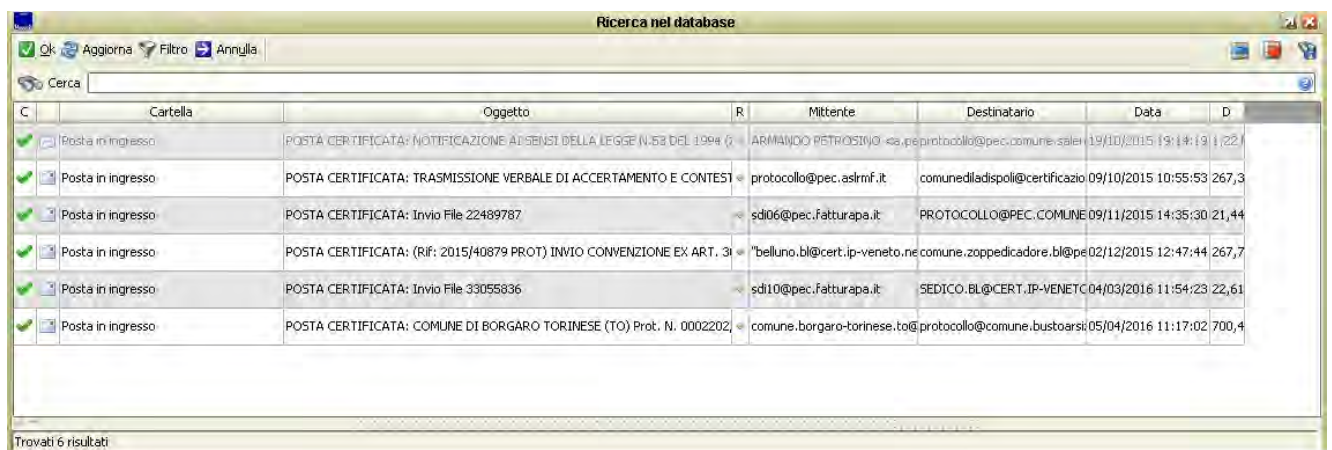 Ricerca nel database
Ok Aggiorna Filtro Annulla
Cerca
C Cartella Oggetto R Mittente Destinatario Data D
Posta in ingresso POSTA CERTIFICATA: NOTIFICAZIONE AI SENSI DELLA LEGGE N.53 DEL 1994 ARMANDO PETROSINO 19/10/2015 19:14:19 1,22
Posta in ingresso POSTA CERTIFICATA: TRASMISSIONE VERBALE DI ACCERTAMENTO E CONTEST protocollo@pec.aslrmf.it comunediladispoli@certificazio 09/10/2015 10:55:53 267,3
Posta in ingresso POSTA CERTIFICATA: Invio File 22489787 sdi06@pec.fatturapa.it PROTOCOLLO@PEC.COMUNE 09/11/2015 14:35:30 21,44
Posta in ingresso POSTA CERTIFICATA: (Rif: 2015/40879 PROT) INVIO CONVENZIONE EX ART. "belluno.bl@cert.ip-veneto.ne comune.zoppedicadore.bl@pe 02/12/2015 12:47:44 267,7
Posta in ingresso POSTA CERTIFICATA: Invio File 33055836 sdi10@pec.fatturapa.it SEDICO.BL@CERT.IP-VENETO 04/03/2016 11:54:23 22,61
Posta in ingresso POSTA CERTIFICATA: COMUNE DI BORGARO TORINESE (TO) Prot. N. 0002202, comune.borgaro-torinese.to@ protocollo@comune.bustoarsi 05/04/2016 11:17:02 700,4
Trovati 6 risultati